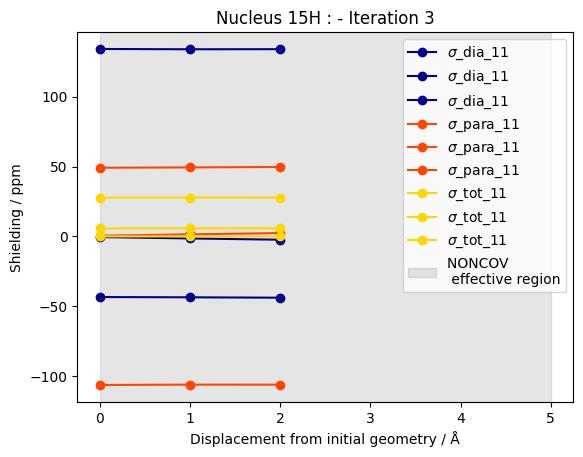 Nucleus 15H : - Iteration 3
Shielding / ppm
100
50
0
−50
−100
σ_dia_11
σ_dia_11
σ_dia_11
σ_para_11
σ_para_11
σ_para_11
σ_tot_11
σ_tot_11
σ_tot_11
NONCOV
effective region
0 1 2 3 4 5
Displacement from initial geometry / Å